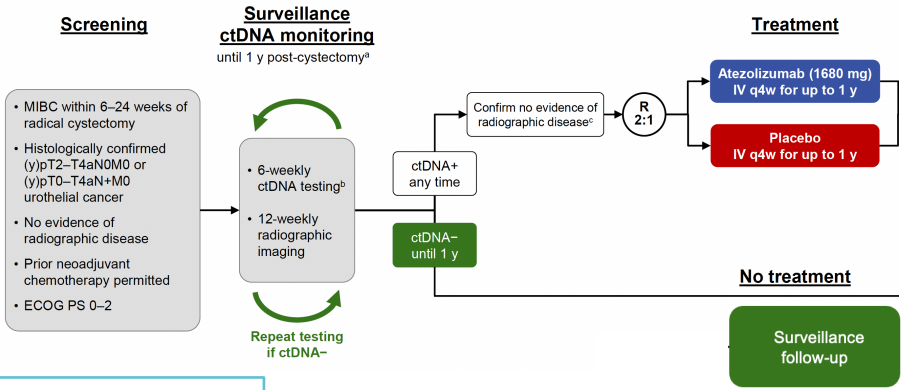 Screening
Surveillance
ctDNA monitoring
until 1 y post-cystectomyᵃ
Treatment
• MIBC within 6–24 weeks of
radical cystectomy
• Histologically confirmed
(y)pT2–T4aN0M0 or
(y)pT0–T4aN+M0
urothelial cancer
• No evidence of
radiographic disease
• Prior neoadjuvant
chemotherapy permitted
• ECOG PS 0–2
• 6-weekly
ctDNA testingᵇ
• 12-weekly
radiographic
imaging
Repeat testing
if ctDNA−
ctDNA+
any time
ctDNA−
until 1 y
Confirm no evidence of
radiographic diseaseᶜ
R
2:1
Atezolizumab (1680 mg)
IV q4w for up to 1 y
Placebo
IV q4w for up to 1 y
No treatment
Surveillance
follow-up